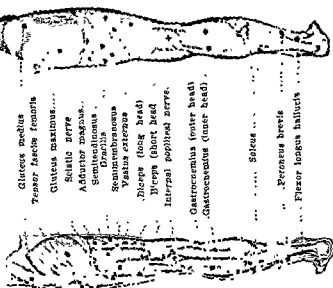 Gluteus medius
Tensor fascia femoris
Gluteus maximus
Sciatic nerve
Adductor magnus
Semitendinosus
Gracilis
Semimembranosus
Vastus externus
Biceps (long head)
Biceps (short head
Internal popliteal nerve.
Gastrocnemius (outer head)
Gastrocnemius (inner head)
Soleus
Peroneus brevis
Flexor longus hallucis